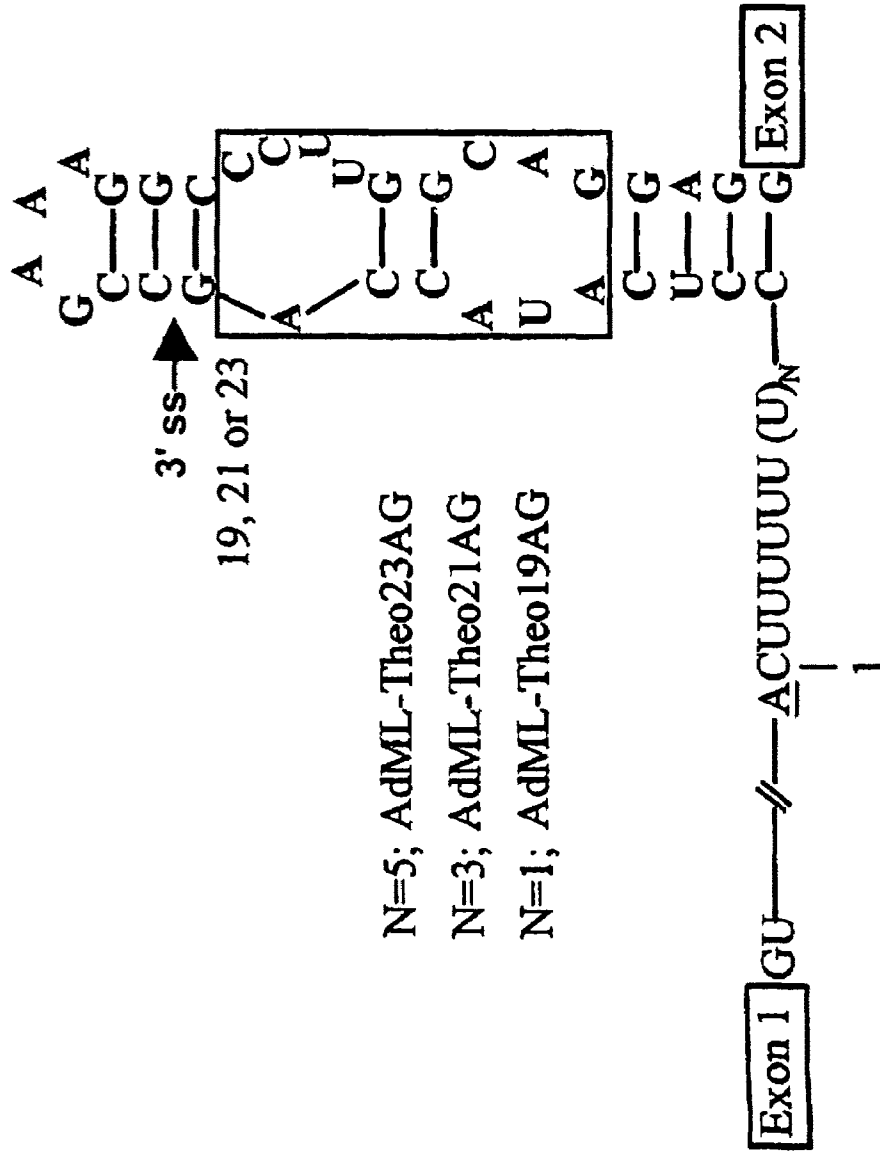 A A
G A
C G
C G
3' ss
G C
19, 21 or 23
C
C
A U
U
C G
C G
A C
U A
A G
C G
U A
C G
N=5; AdML-Theo23AG
N=3; AdML-Theo21AG
N=1; AdML-Theo19AG
Exon 1 GU A CUUUUUUU (U)N C G Exon 2
1